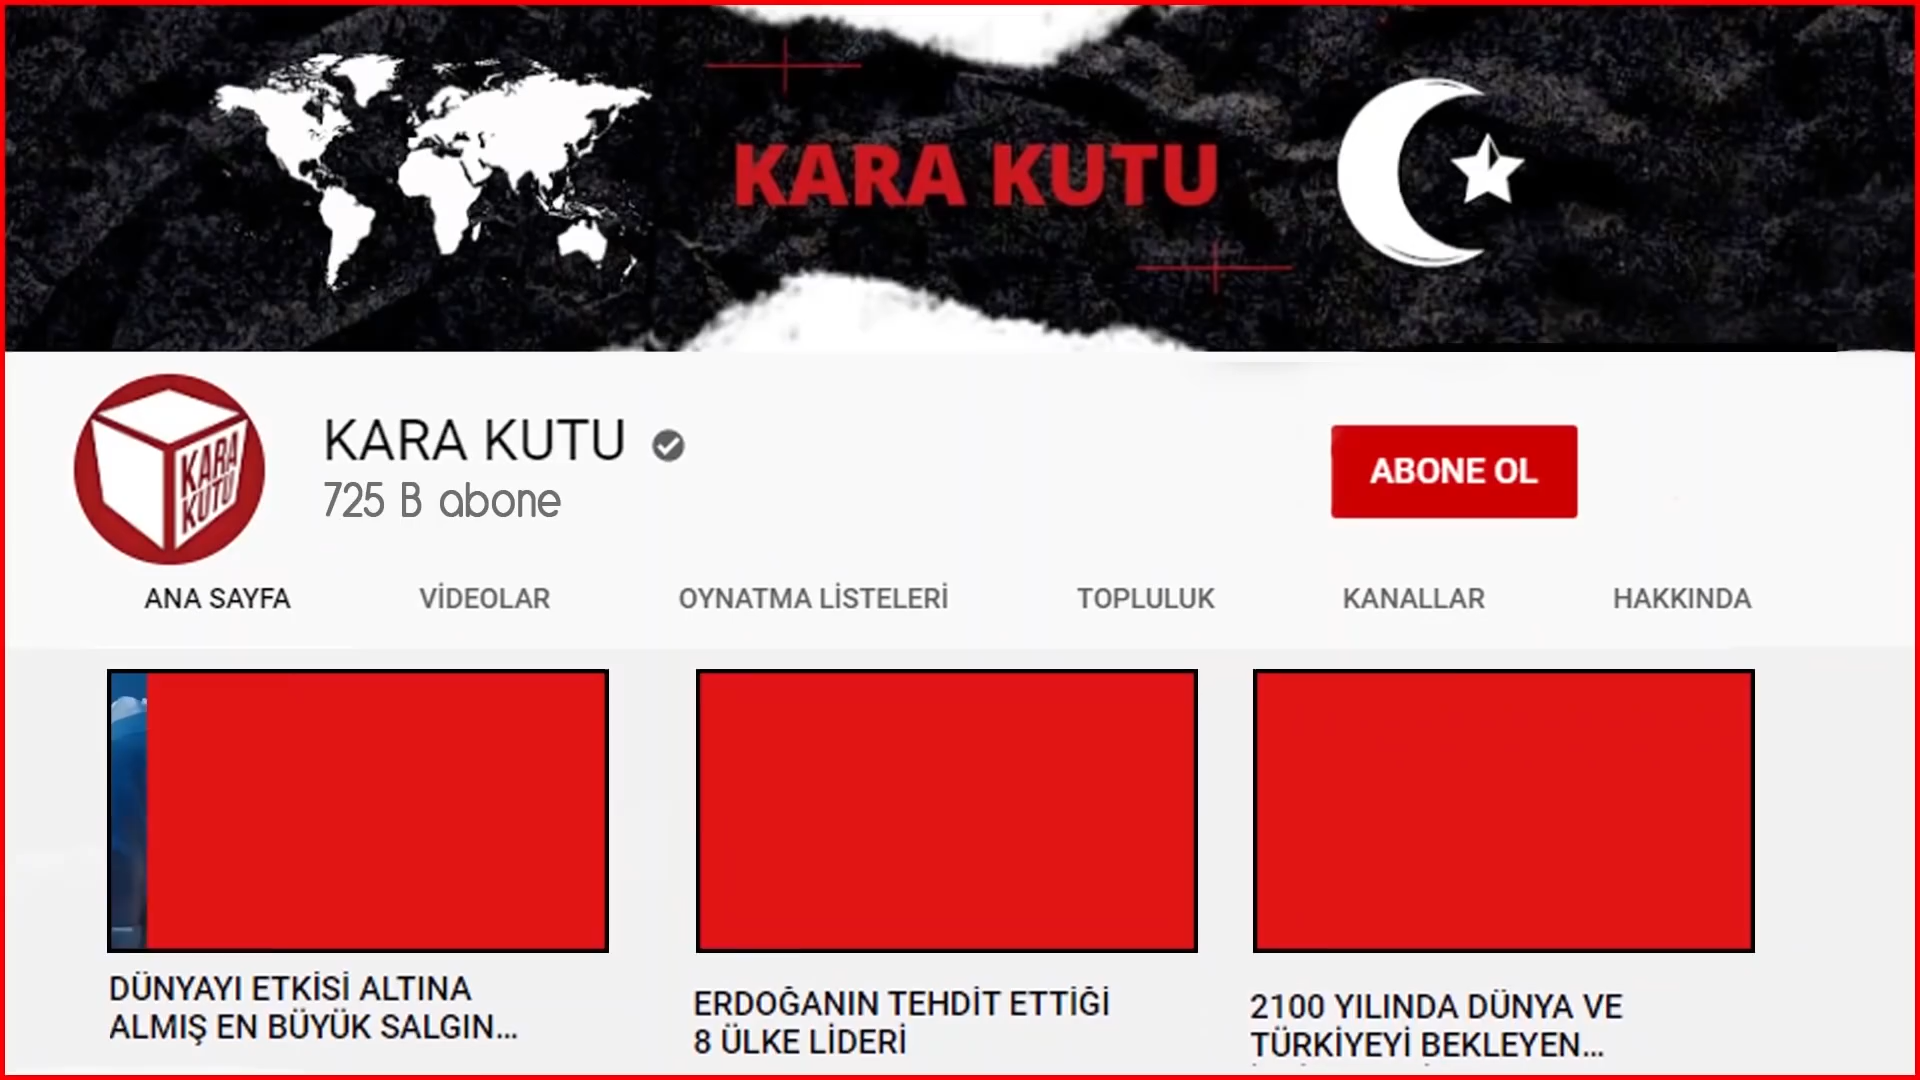 KARA KUTU
KARA
KUTU
KARA KUTU
725 B abone
ABONE OL
ANA SAYFA
VİDEOLAR
OYNATMA LİSTELERİ
TOPLULUK
KANALLAR
HAKKINDA
DÜNYAYI ETKİSİ ALTINA
ALMIŞ EN BÜYÜK SALGIN...
ERDOĞANIN TEHDİT ETTİĞİ
8 ÜLKE LİDERİ
2100 YILINDA DÜNYA VE
TÜRKİYEYİ BEKLEYEN...